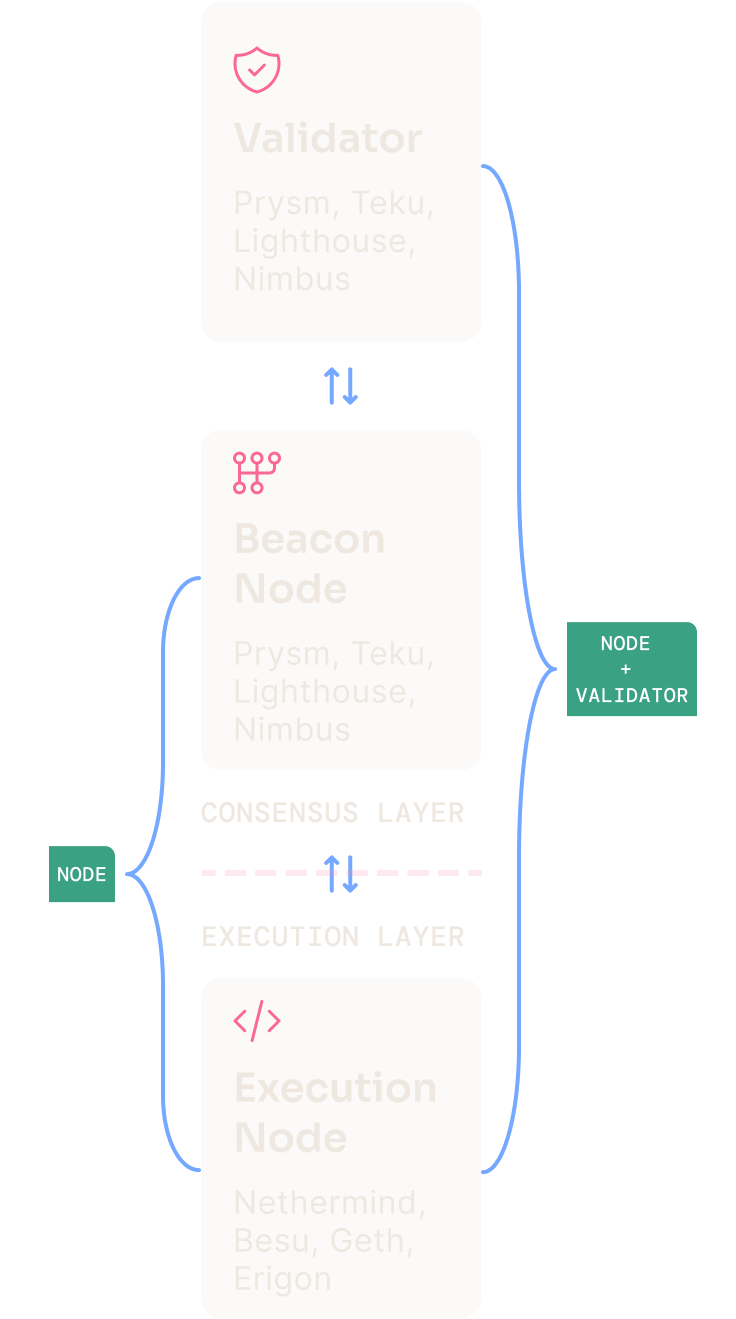 Validator
Prysm, Teku,
Lighthouse,
Nimbus
Beacon
Node
Prysm, Teku,
Lighthouse,
Nimbus
NODE
+
VALIDATOR
CONSENSUS LAYER
NODE
EXECUTION LAYER
Execution
Node
Nethermind,
Besu, Geth,
Erigon